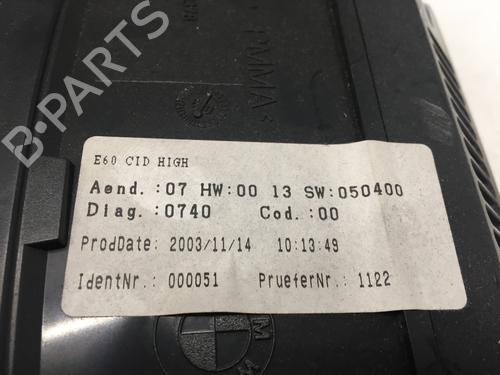 >PMMA<
B-PARTS
E60 CID HIGH
Aend.:07 HW:00 13 SW:050400
Diag.:0740 Cod.:00
ProdDate: 2003/11/14 10:13:49
IdentNr.: 000051 PrueferNr.: 1122